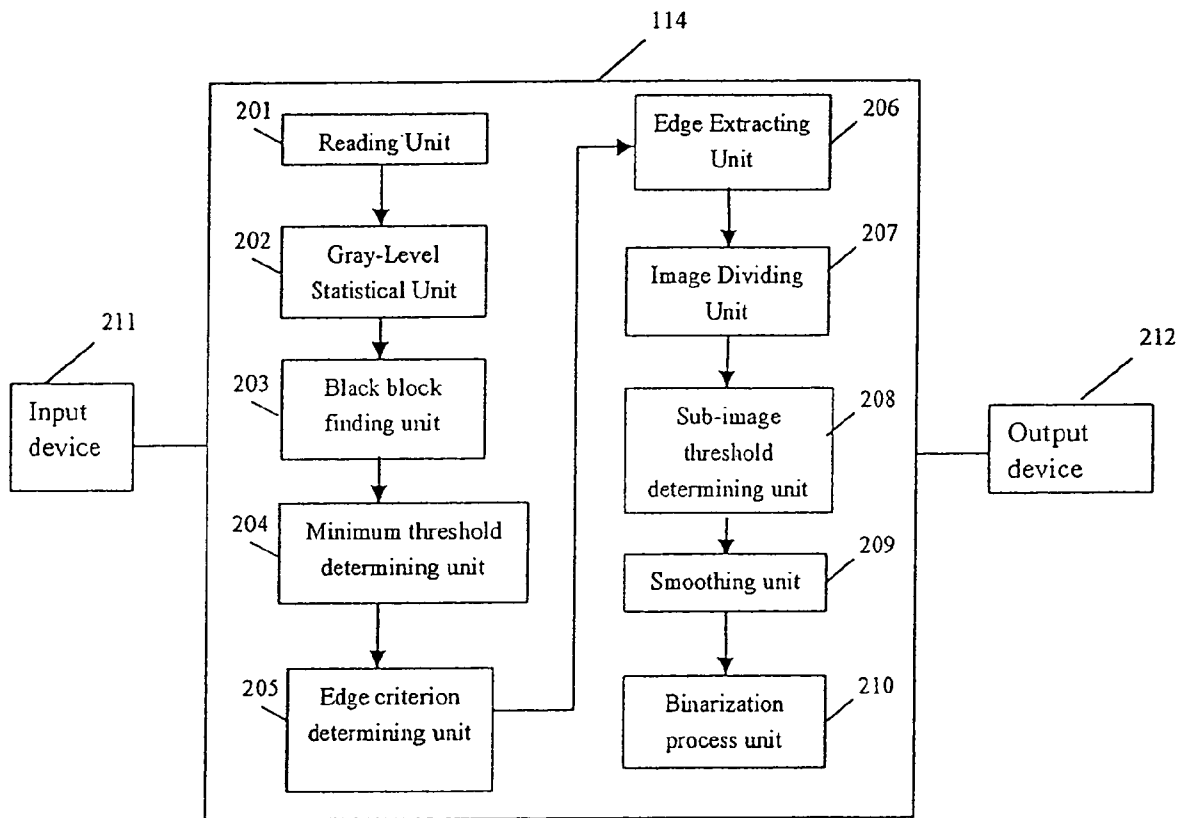 114
201
Reading Unit
202
Gray-Level
Statistical Unit
203
Black block
finding unit
204
Minimum threshold
determining unit
205
Edge criterion
determining unit
Edge Extracting
Unit
206
Image Dividing
Unit
207
Sub-image
threshold
determining unit
208
Smoothing unit
209
Binarization
process unit
210
211
Input
device
212
Output
device